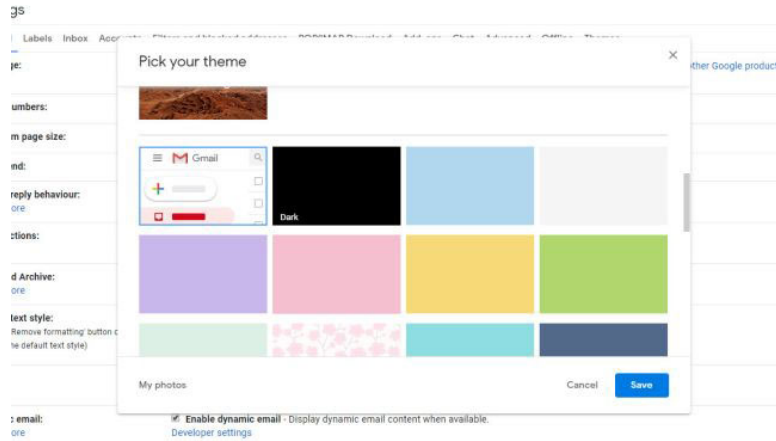 gs
Labels Inbox
Pick your theme
ge:
other Google product
umbers:
m page size:
end:
Gmail
Dark
reply behaviour:
ore
ctions:
d Archive:
ore
text style:
Remove formatting' button
he default text style)
My photos
Cancel
Save
email:
Enable dynamic email - Display dynamic email content when available.
ore
Developer settings